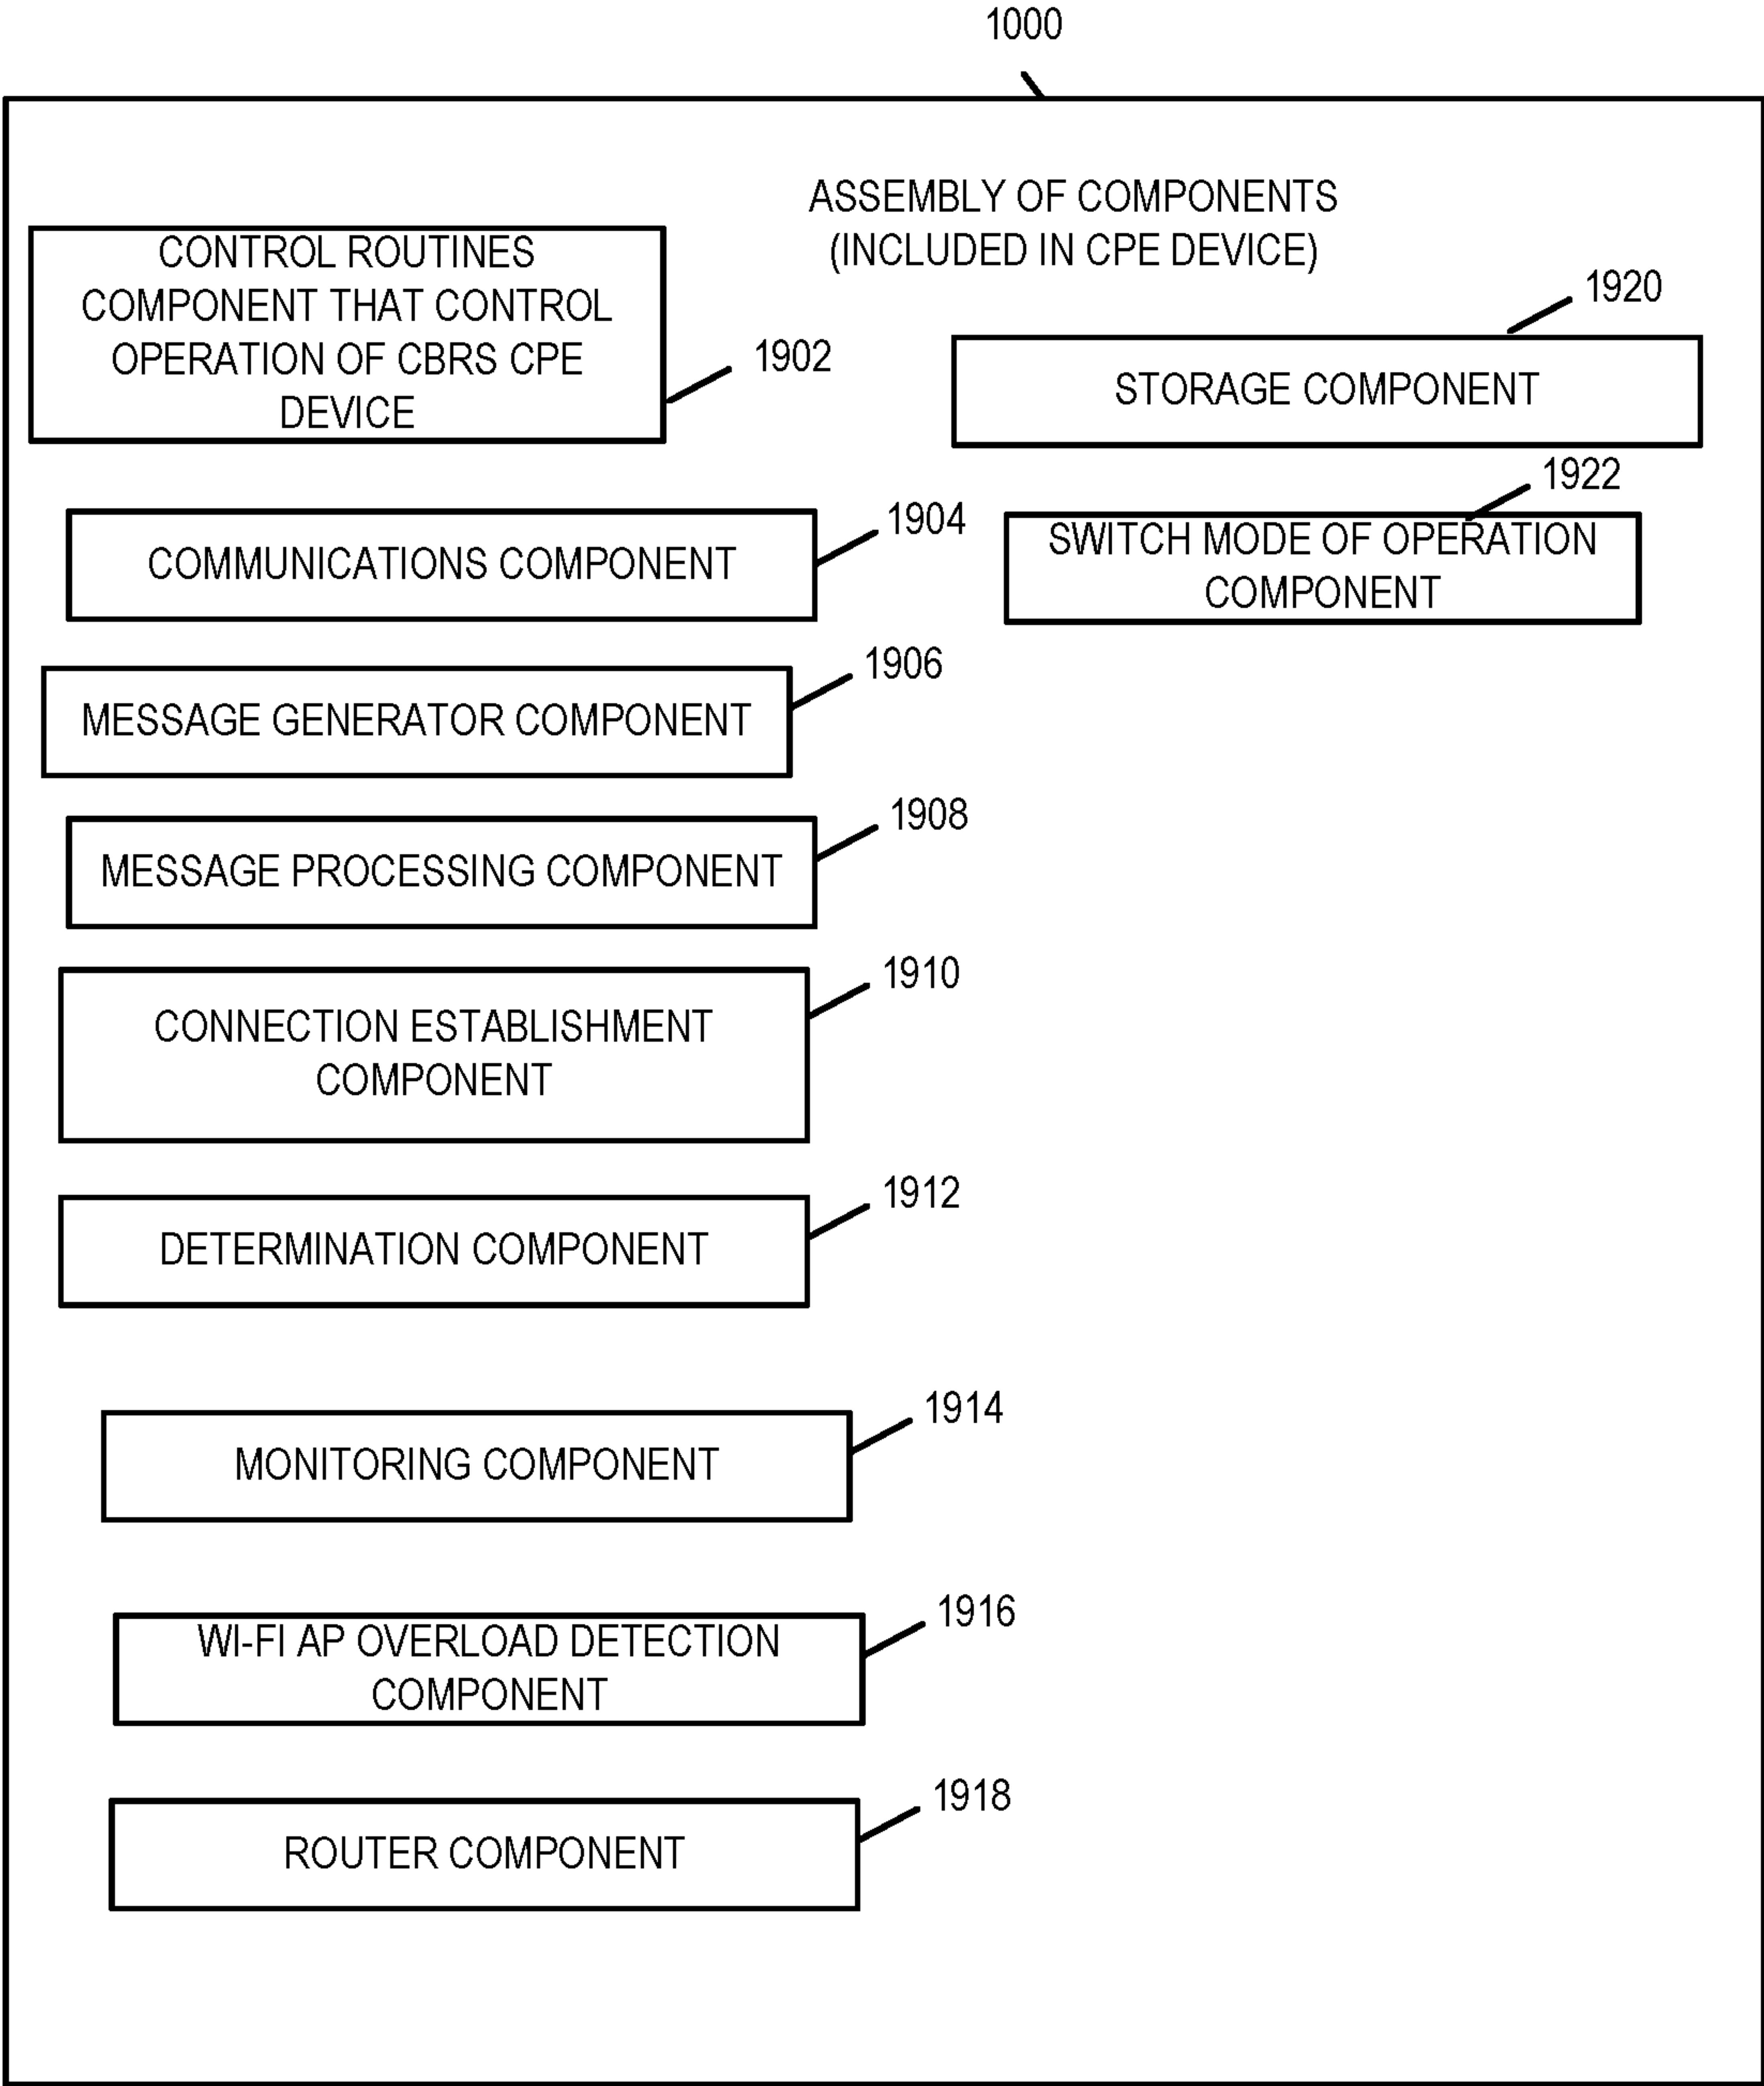 1000
ASSEMBLY OF COMPONENTS
(INCLUDED IN CPE DEVICE)
CONTROL ROUTINES
COMPONENT THAT CONTROL
OPERATION OF CBRS CPE
DEVICE
1902
1920
STORAGE COMPONENT
1922
SWITCH MODE OF OPERATION
COMPONENT
1904
COMMUNICATIONS COMPONENT
1906
MESSAGE GENERATOR COMPONENT
1908
MESSAGE PROCESSING COMPONENT
1910
CONNECTION ESTABLISHMENT
COMPONENT
1912
DETERMINATION COMPONENT
1914
MONITORING COMPONENT
1916
WI-FI AP OVERLOAD DETECTION
COMPONENT
1918
ROUTER COMPONENT